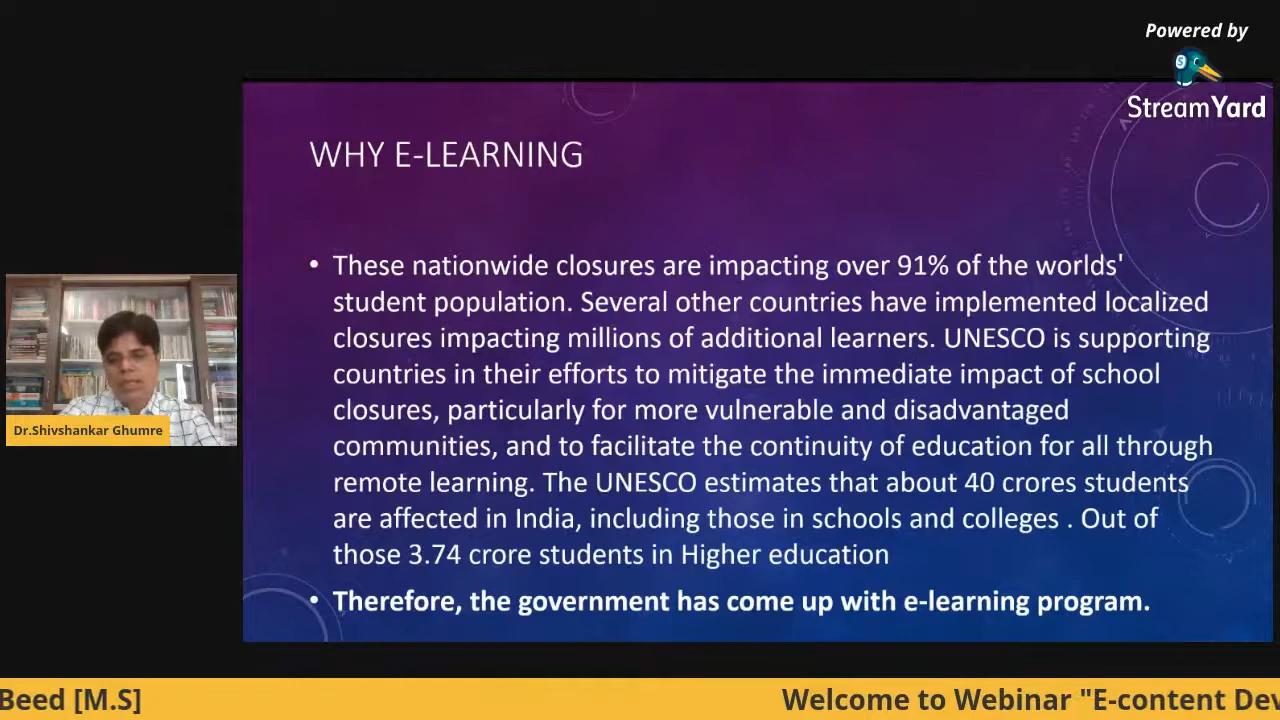 Powered by
StreamYard
WHY E-LEARNING
• These nationwide closures are impacting over 91% of the worlds'
student population. Several other countries have implemented localized
closures impacting millions of additional learners. UNESCO is supporting
countries in their efforts to mitigate the immediate impact of school
closures, particularly for more vulnerable and disadvantaged
communities, and to facilitate the continuity of education for all through
remote learning. The UNESCO estimates that about 40 crores students
are affected in India, including those in schools and colleges . Out of
those 3.74 crore students in Higher education
• Therefore, the government has come up with e-learning program.
Dr.Shivshankar Ghumre
Beed [M.S]
Welcome to Webinar "E-content Dev